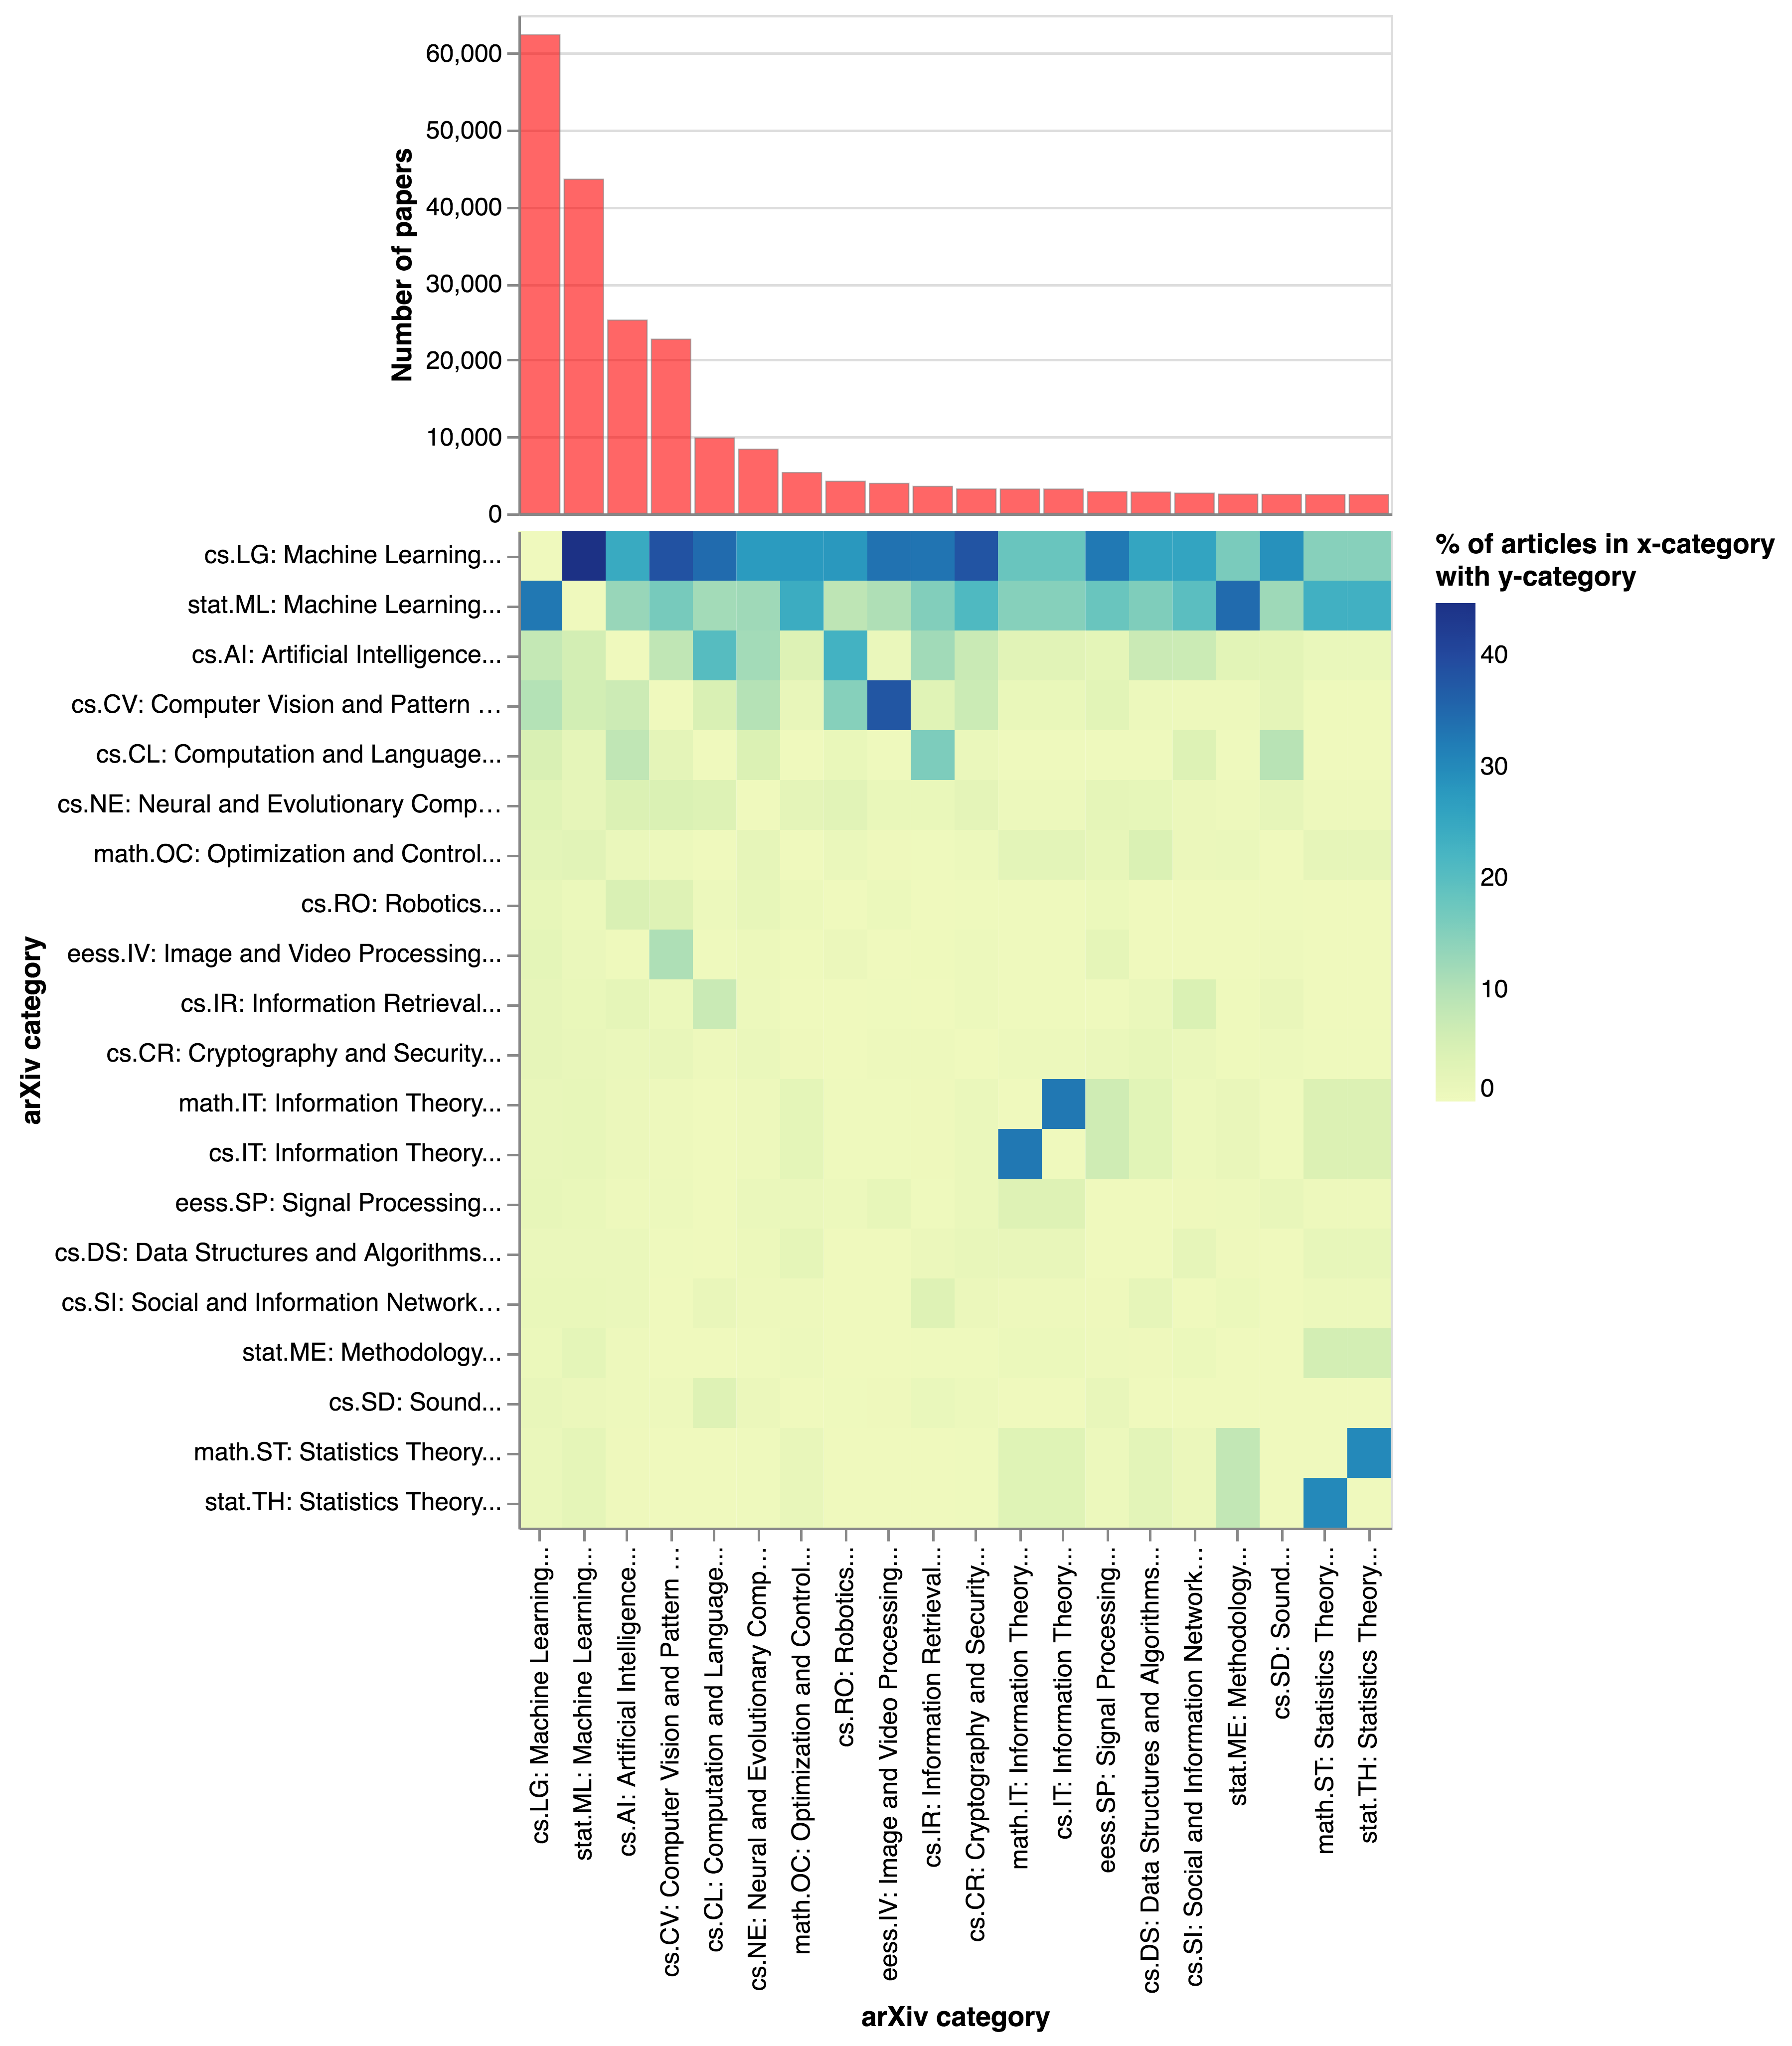 Number of papers
60,000
50,000
40,000
30,000
20,000
10,000
0
% of articles in x-category
with y-category
40
30
20
10
0
arXiv category
cs.LG: Machine Learning...
stat.ML: Machine Learning...
cs.AI: Artificial Intelligence...
cs.CV: Computer Vision and Pattern …
cs.CL: Computation and Language...
cs.NE: Neural and Evolutionary Comp…
math.OC: Optimization and Control...
cs.RO: Robotics...
eess.IV: Image and Video Processing...
cs.IR: Information Retrieval...
cs.CR: Cryptography and Security...
math.IT: Information Theory...
cs.IT: Information Theory...
eess.SP: Signal Processing...
cs.DS: Data Structures and Algorithms...
cs.SI: Social and Information Network…
stat.ME: Methodology...
cs.SD: Sound...
math.ST: Statistics Theory...
stat.TH: Statistics Theory...
cs.LG: Machine Learning...
stat.ML: Machine Learning...
cs.AI: Artificial Intelligence...
cs.CV: Computer Vision and Pattern …
cs.CL: Computation and Language...
cs.NE: Neural and Evolutionary Comp…
math.OC: Optimization and Control...
cs.RO: Robotics...
eess.IV: Image and Video Processing...
cs.IR: Information Retrieval...
cs.CR: Cryptography and Security...
math.IT: Information Theory...
cs.IT: Information Theory...
eess.SP: Signal Processing...
cs.DS: Data Structures and Algorithms...
cs.SI: Social and Information Network…
stat.ME: Methodology...
cs.SD: Sound...
math.ST: Statistics Theory...
stat.TH: Statistics Theory...
arXiv category